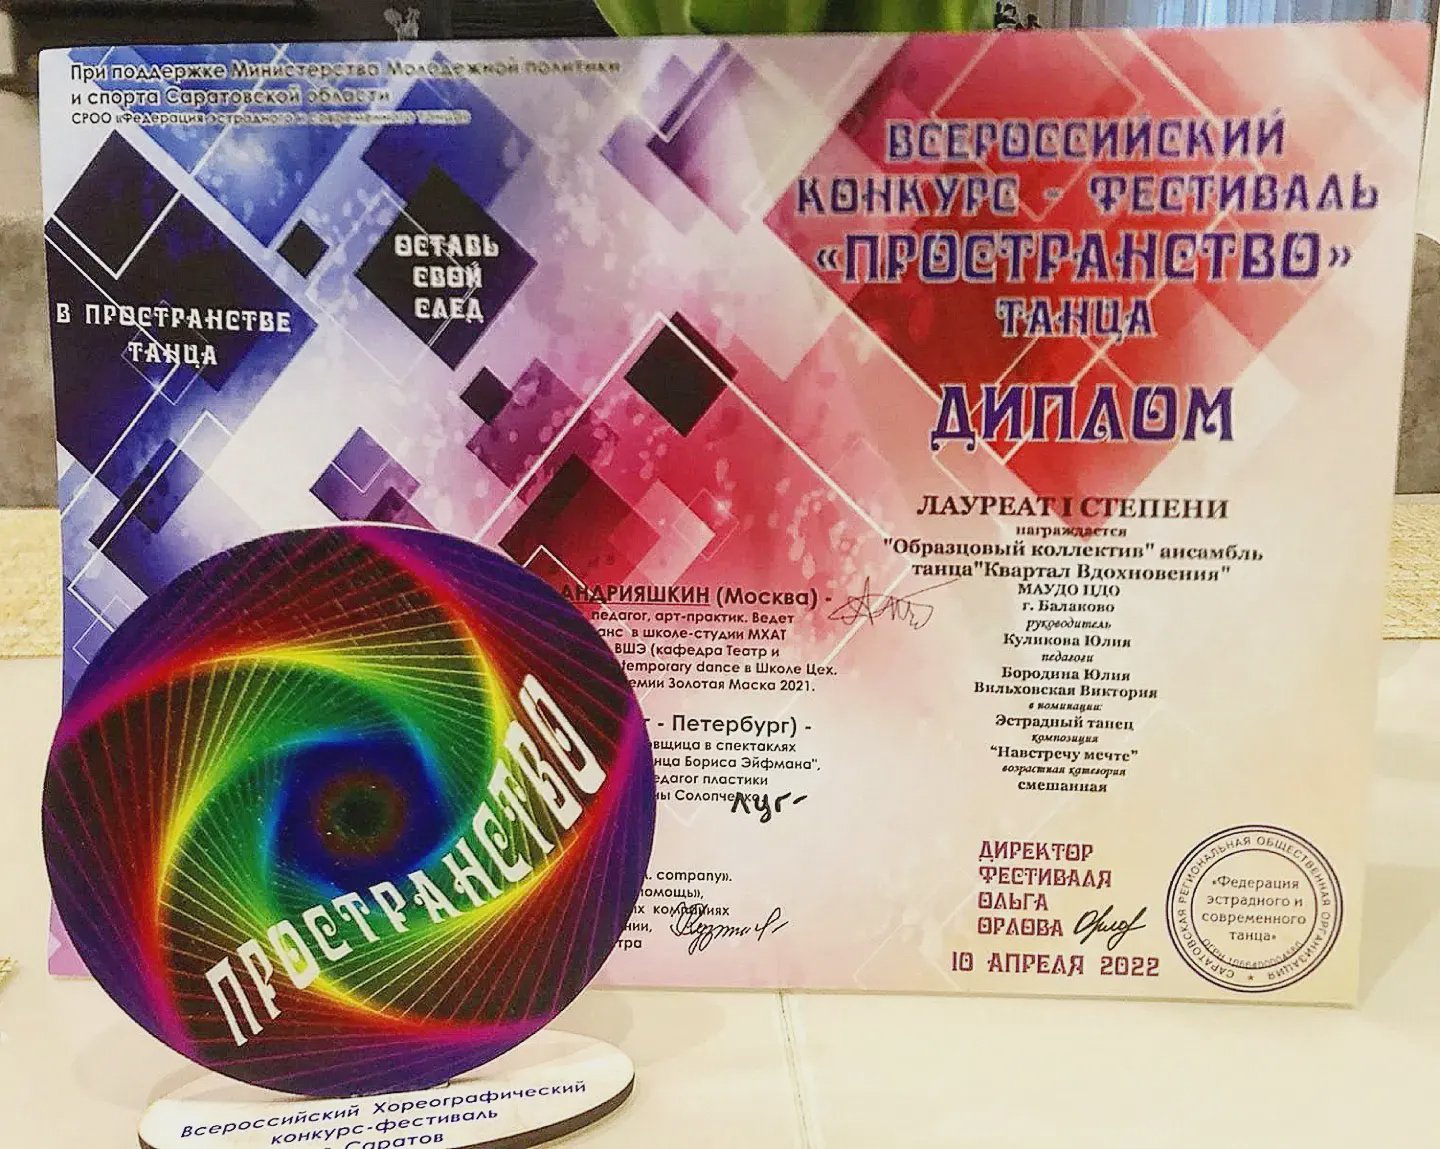 При поддержке Министерства Молодежной политики
и спорта Саратовской области
СРОО «Федерация эстрадного и современного танца»
ОСТАВЬ
СВОЙ
СЛЕД
В ПРОСТРАНСТВЕ
ТАНЦА
ВСЕРОССИЙСКИЙ
КОНКУРС - ФЕСТИВАЛЬ
«ПРОСТРАНСТВО»
ТАНЦА
ДИПЛОМ
ЛАУРЕАТ I СТЕПЕНИ
награждается
"Образцовый коллектив" ансамбль
танца"Квартал Вдохновения"
МАУДО ЦДО
г. Балаково
руководитель
Куликова Юлия
педагоги
Бородина Юлия
Вильховская Виктория
в номинации:
Эстрадный танец
композиция
"Навстречу мечте"
возрастная категория
смешанная
АНДРИЯШКИН (Москва) -
педагог, арт-практик. Ведет
в школе-студии МХАТ
ВШЭ (кафедра Театр и
temporary dance в Школе Цех.
Золотая Маска 2021.
- Петербург) -
в спектаклях
Бориса Эйфмана",
пластики
company».
компаниях
ДИРЕКТОР
ФЕСТИВАЛЯ
ОЛЬГА
ОРЛОВА
10 АПРЕЛЯ 2022
САРАТОВСКАЯ РЕГИОНАЛЬНАЯ ОБЩЕСТВЕННАЯ ОРГАНИЗАЦИЯ
«Федерация
эстрадного и
современного
танца»
ПРОСТРАНСТВО
Всероссийский Хореографический
конкурс-фестиваль
Саратов